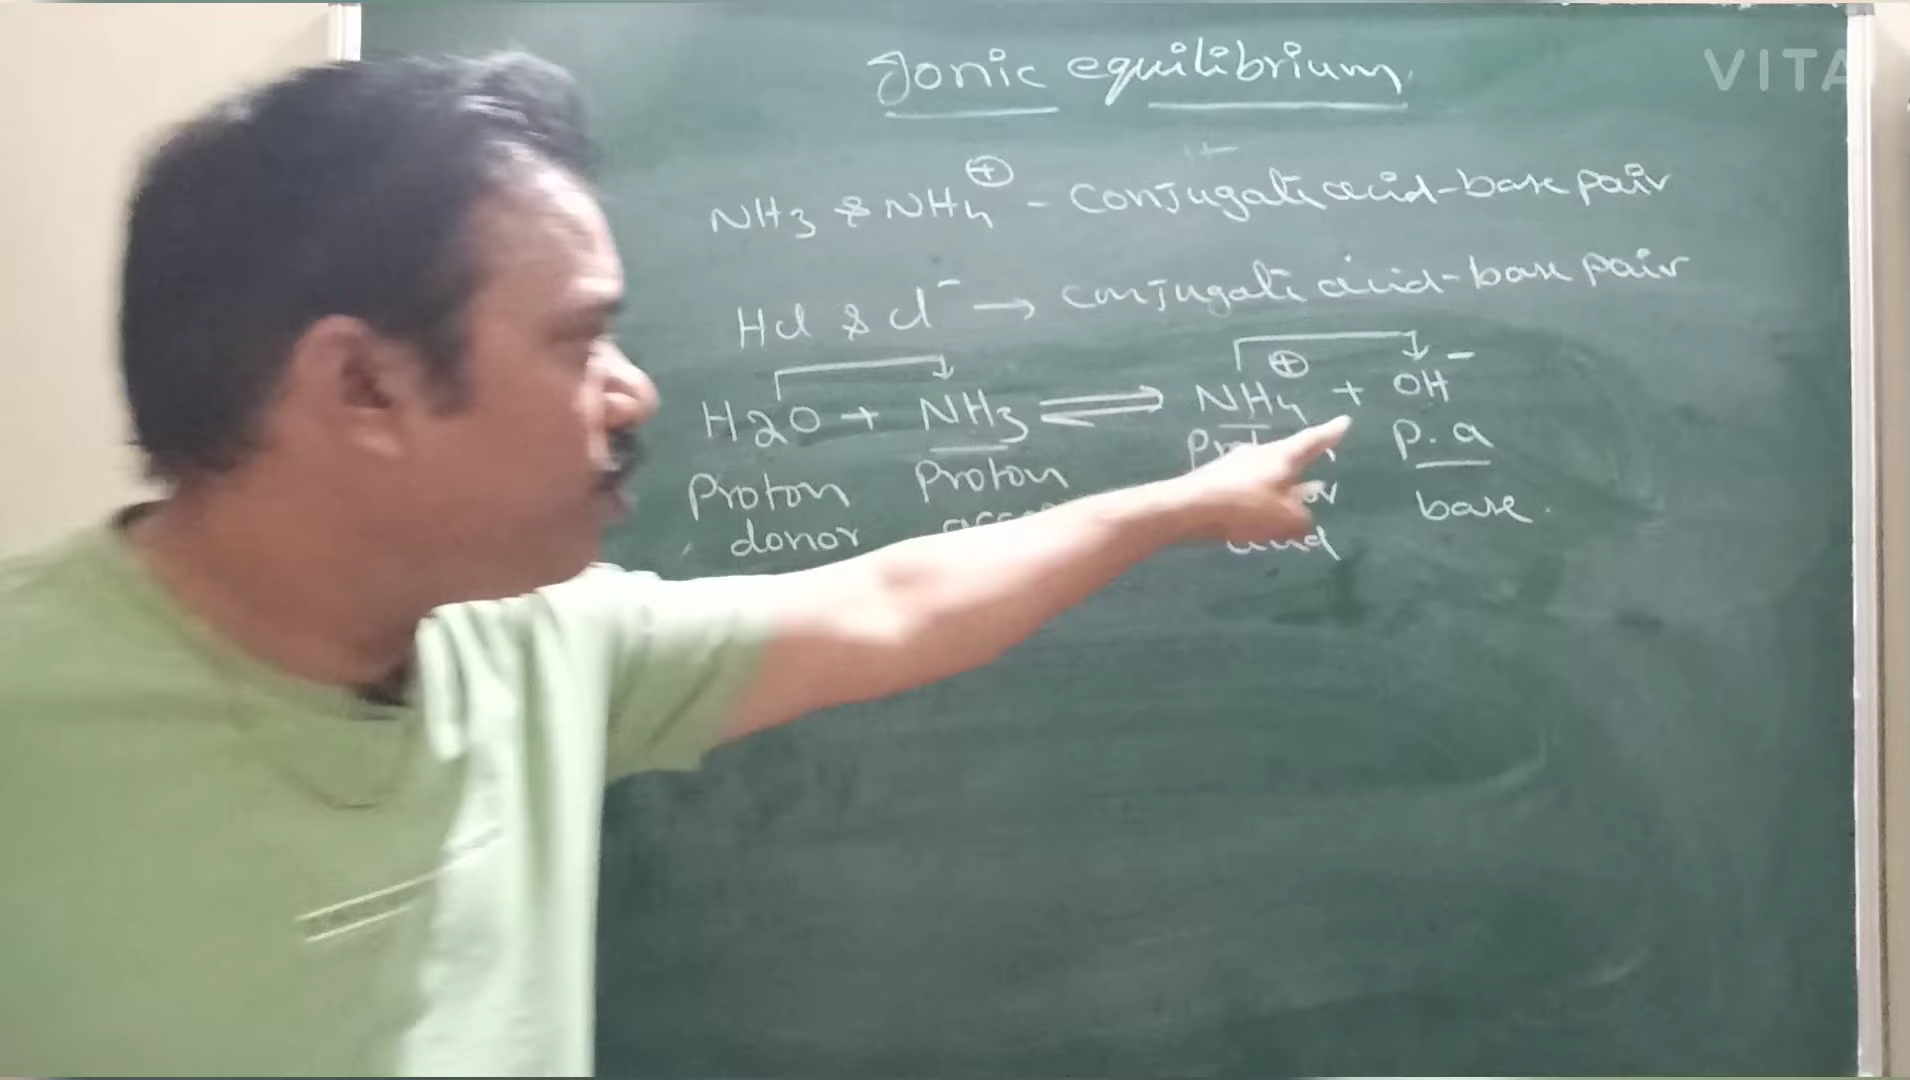 Ionic equilibrium
VITA
NH3 & NH4⊕ - Conjugate acid-base pair
Hcl & cl⁻ → conjugate acid-base pair
H2O + NH3 ⇌ NH4⊕ + OH⁻
Proton Proton P.a
donor base.
acid